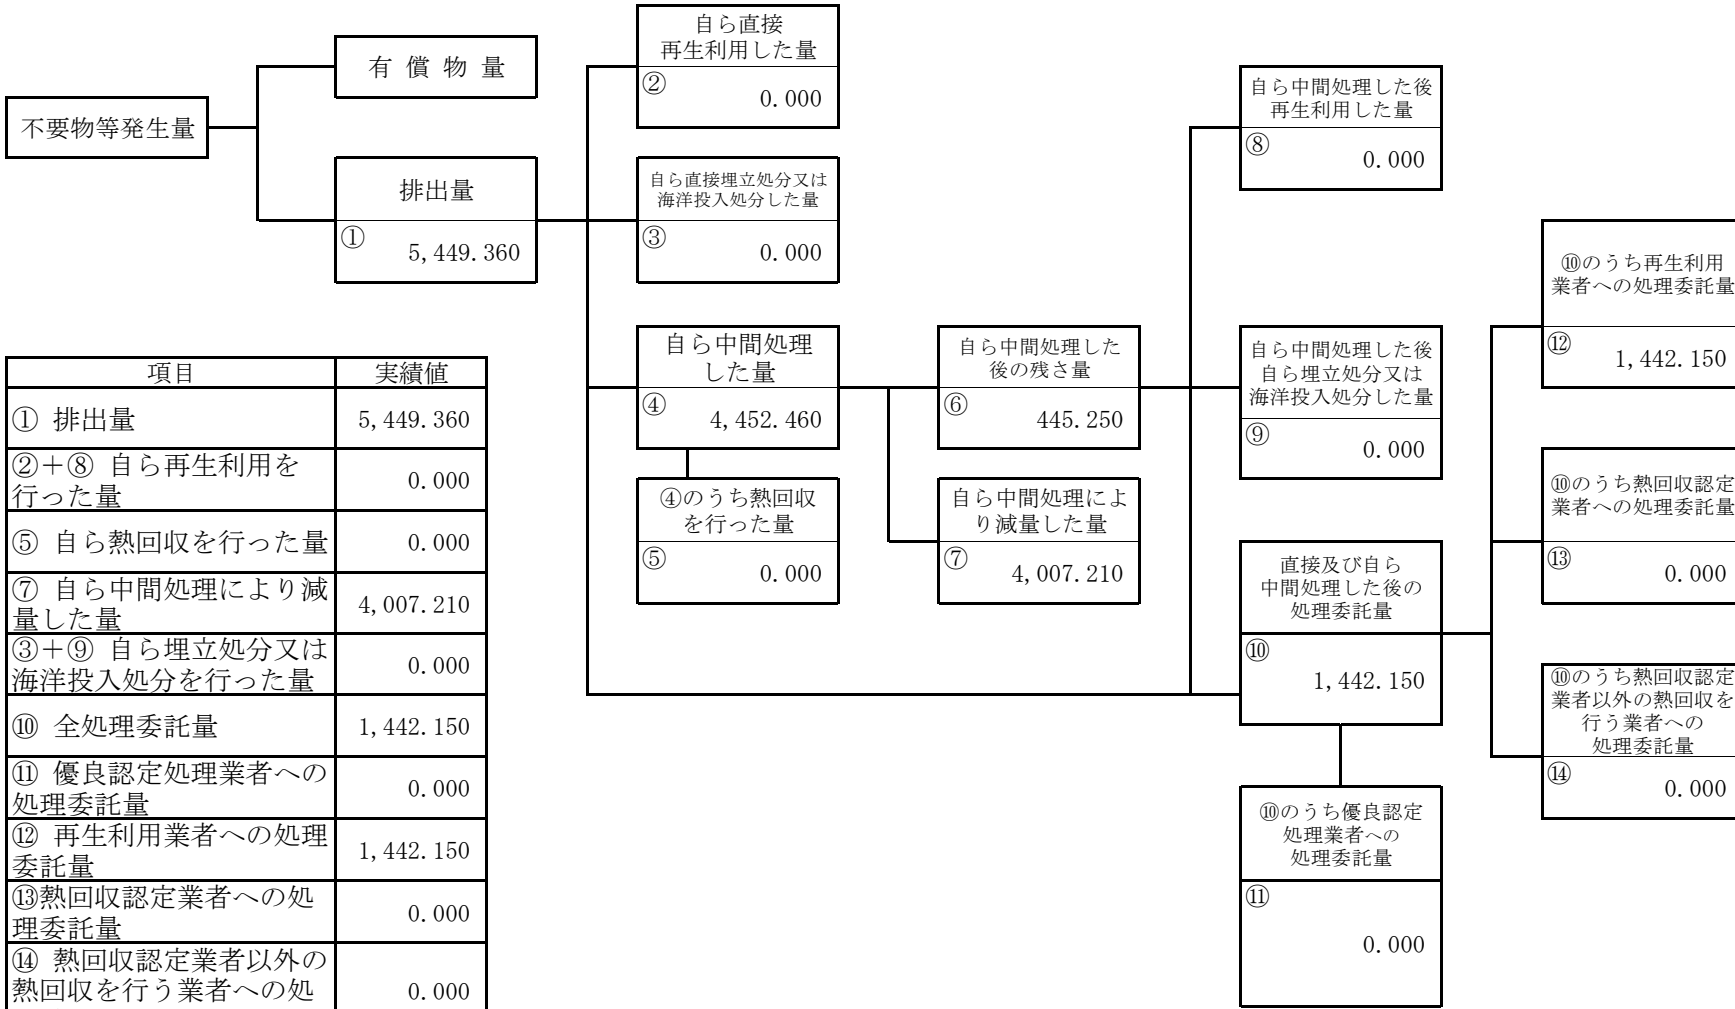 不要物等発生量
有 償 物 量
排出量
①
5,449.360
自ら直接
再生利用した量
②
0.000
自ら直接埋立処分又は
海洋投入処分した量
③
0.000
自ら中間処理
した量
④
4,452.460
④のうち熱回収
を行った量
⑤
0.000
自ら中間処理した
後の残さ量
⑥
445.250
自ら中間処理によ
り減量した量
⑦
4,007.210
自ら中間処理した後
再生利用した量
⑧
0.000
自ら中間処理した後
自ら埋立処分又は
海洋投入処分した量
⑨
0.000
直接及び自ら
中間処理した後の
処理委託量
⑩
1,442.150
⑩のうち優良認定
処理業者への
処理委託量
⑪
0.000
⑩のうち再生利用
業者への処理委託量
⑫
1,442.150
⑩のうち熱回収認定
業者への処理委託量
⑬
0.000
⑩のうち熱回収認定
業者以外の熱回収を
行う業者への
処理委託量
⑭
0.000
項目 実績値
① 排出量 5,449.360
②＋⑧ 自ら再生利用を
行った量 0.000
⑤ 自ら熱回収を行った量 0.000
⑦ 自ら中間処理により減
量した量 4,007.210
③＋⑨ 自ら埋立処分又は
海洋投入処分を行った量 0.000
⑩ 全処理委託量 1,442.150
⑪ 優良認定処理業者への
処理委託量 0.000
⑫ 再生利用業者への処理
委託量 1,442.150
⑬熱回収認定業者への処
理委託量 0.000
⑭ 熱回収認定業者以外の
熱回収を行う業者への処 0.000